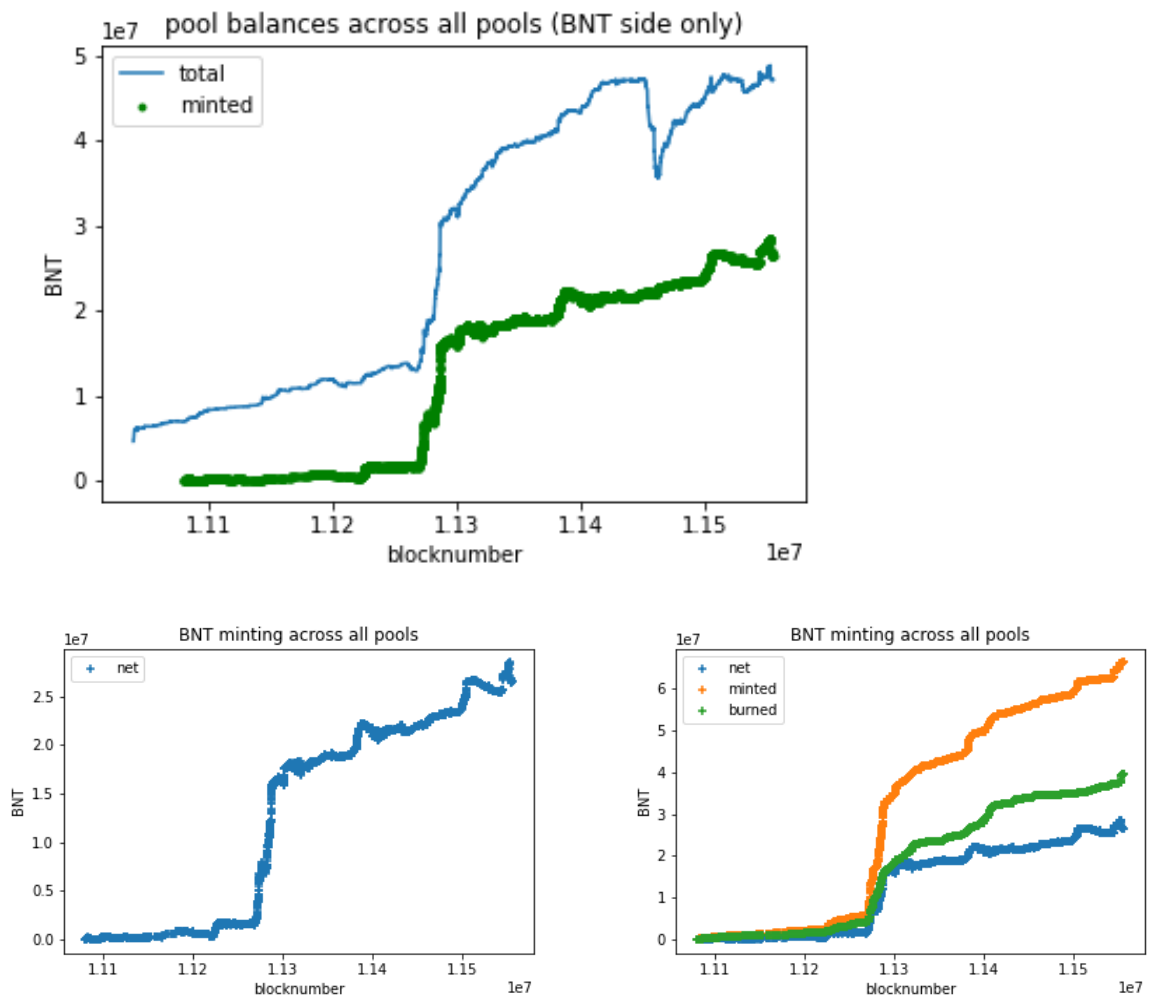 pool balances across all pools (BNT side only)
1e7
total
minted
5
4
3
2
1
0
BNT
1.11 1.12 1.13 1.14 1.15
blocknumber
1e7
BNT minting across all pools
1e7
net
2.5
2.0
1.5
1.0
0.5
0.0
BNT
1.11 1.12 1.13 1.14 1.15
blocknumber
1e7
BNT minting across all pools
1e7
net
minted
burned
6
5
4
3
2
1
0
BNT
1.11 1.12 1.13 1.14 1.15
blocknumber
1e7